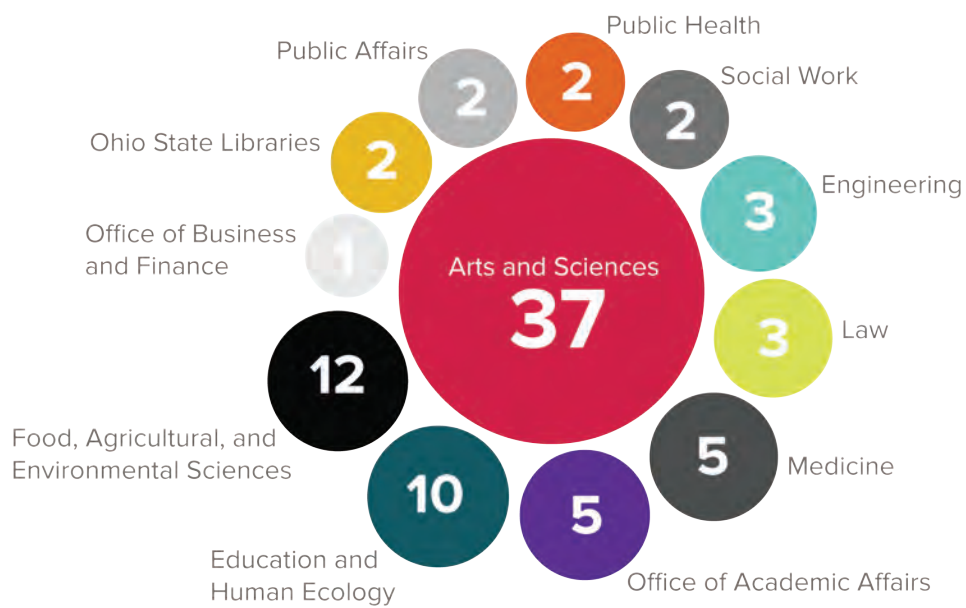 Public Health
2
Public Affairs
2
Social Work
2
Ohio State Libraries
2
Engineering
3
Office of Business
and Finance
1
Arts and Sciences
37
Law
3
12
Food, Agricultural, and
Environmental Sciences
5
Medicine
10
Education and
Human Ecology
5
Office of Academic Affairs